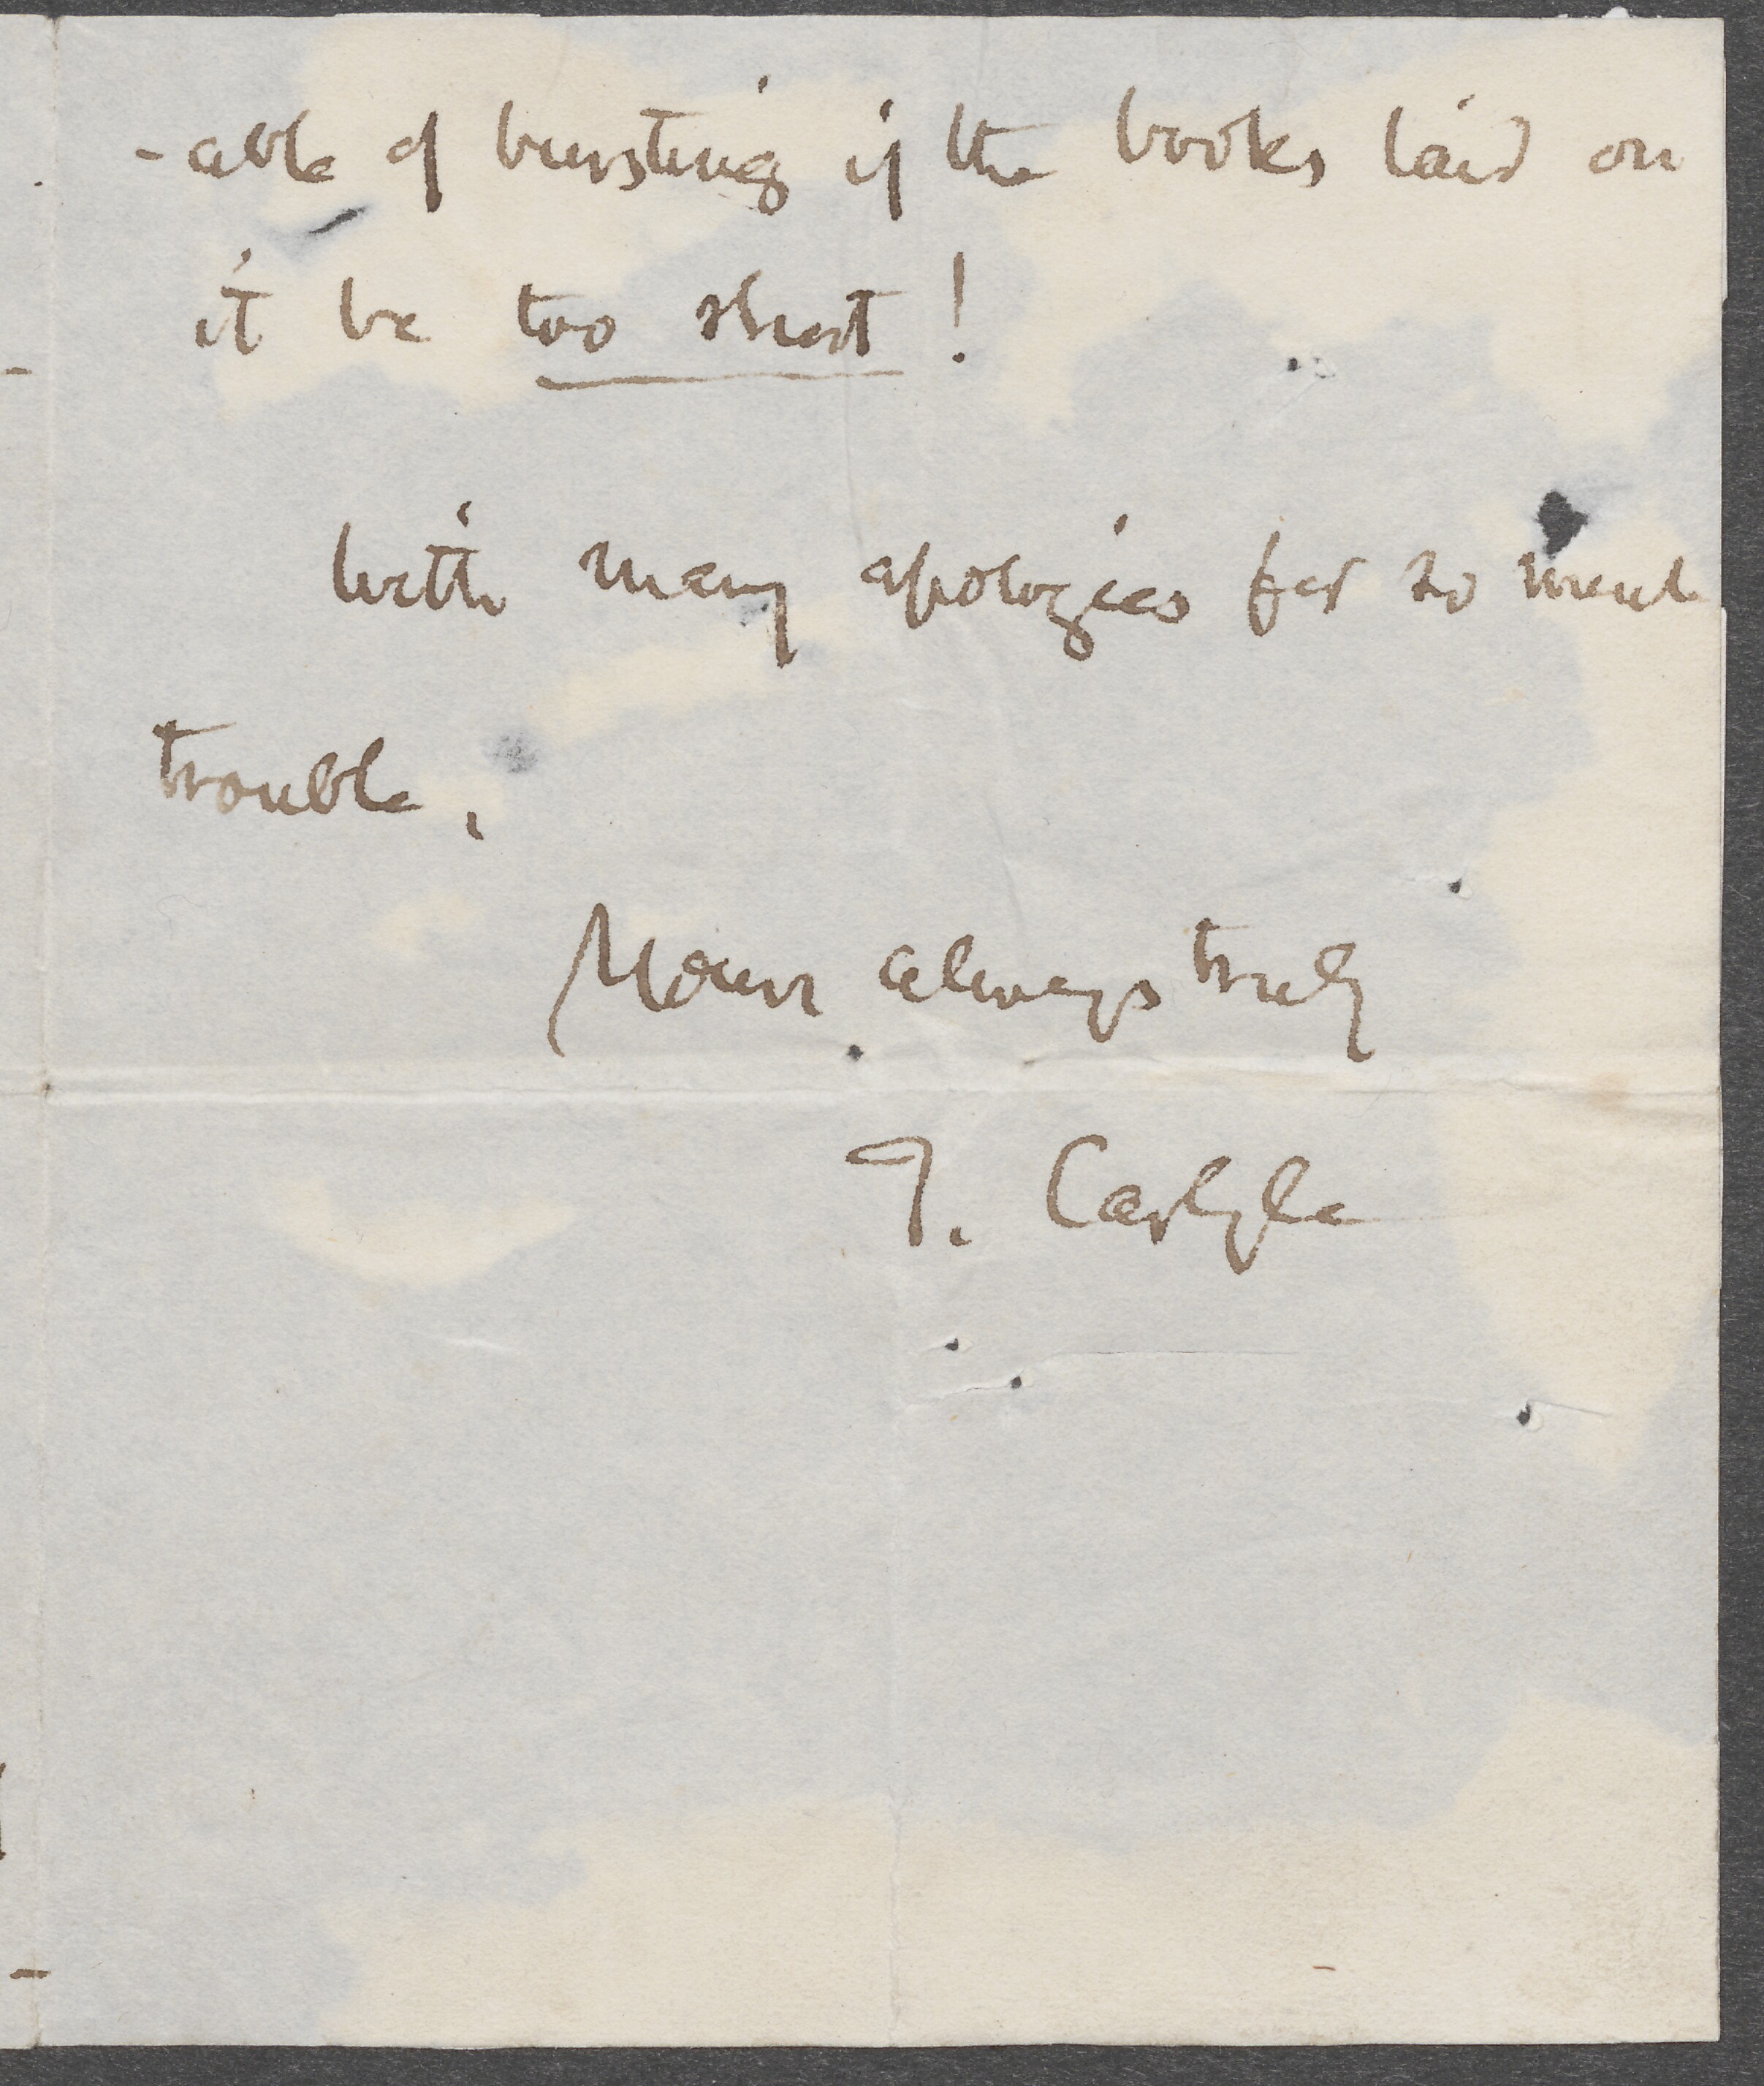 -able of bursting if the books laid on
it be too short!
With many apologies for so much
trouble,
Yours always truly
T. Carlyle